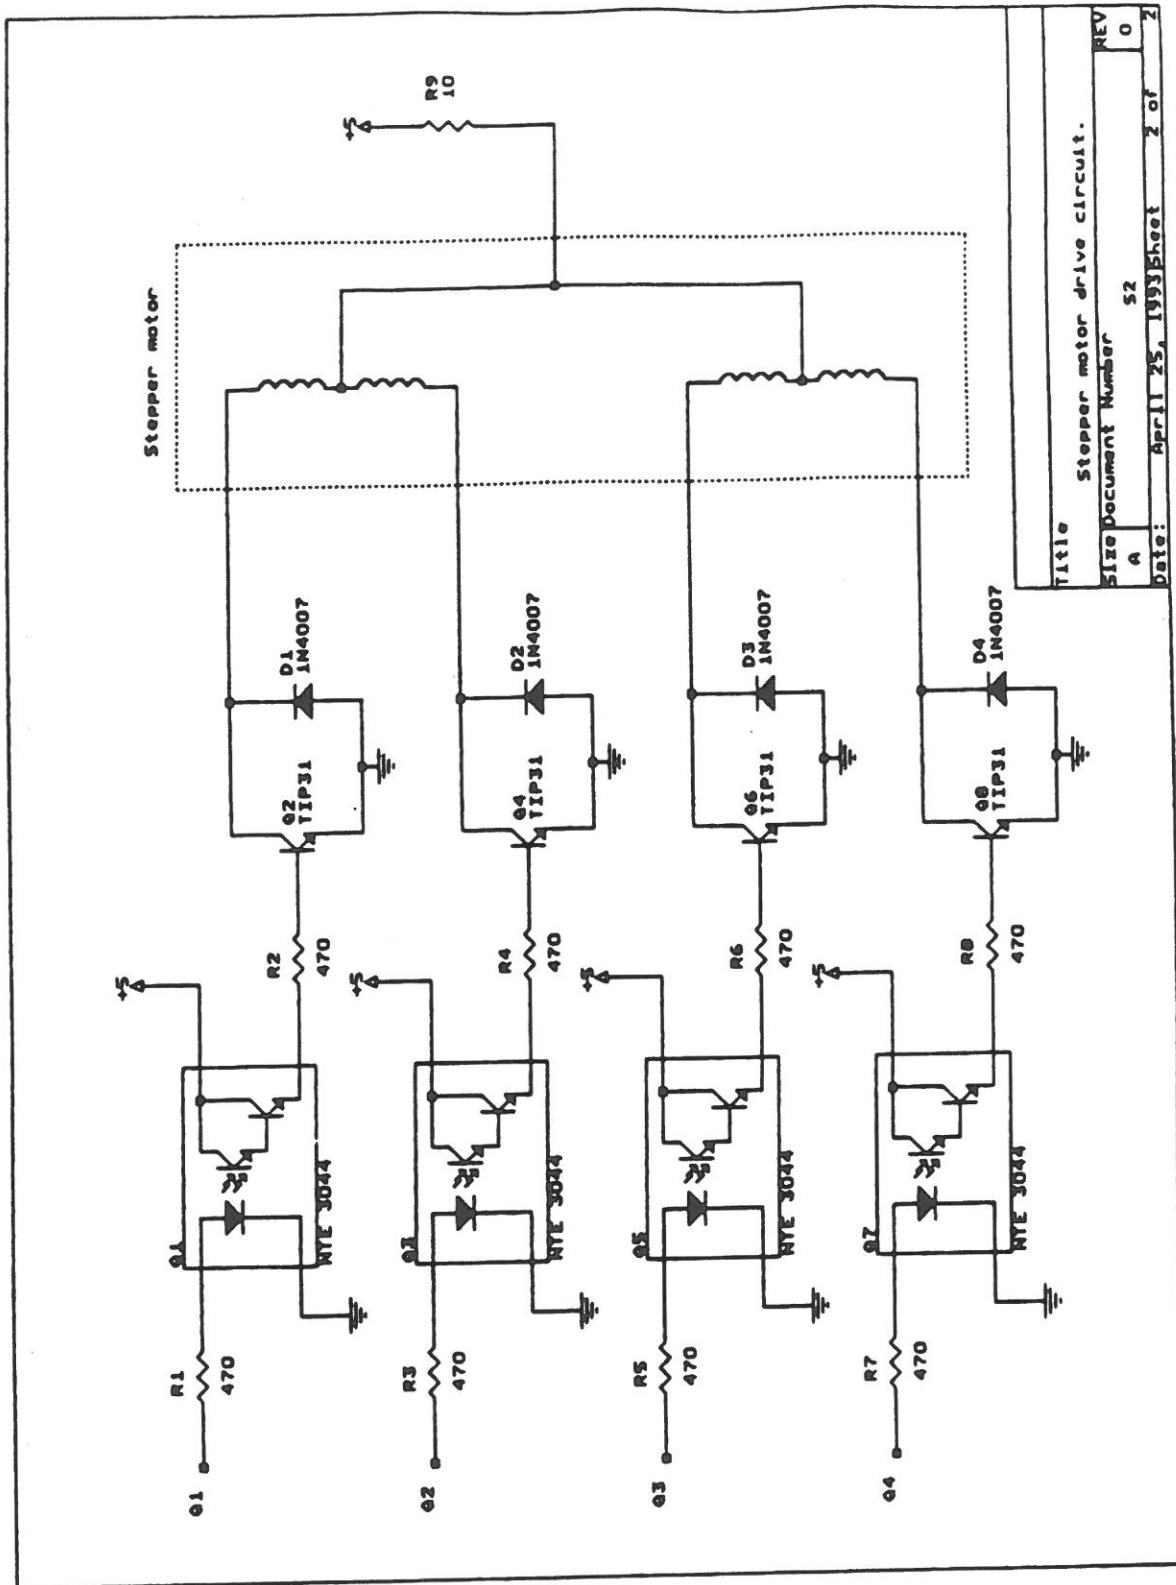 Stepper motor
+5
R9
10
+5
Q1
NTE 3044
R1
470
Q1
R2
470
Q2
TIP31
D1
1N4007
+5
Q3
NTE 3044
R3
470
Q2
R4
470
Q4
TIP31
D2
1N4007
+5
Q5
NTE 3044
R5
470
Q3
R6
470
Q6
TIP31
D3
1N4007
+5
Q7
NTE 3044
R7
470
Q4
R8
470
Q8
TIP31
D4
1N4007
Title
Stepper motor drive circuit.
Size Document Number REV
A S2 0
Date: April 25, 1993 Sheet 2 of 2